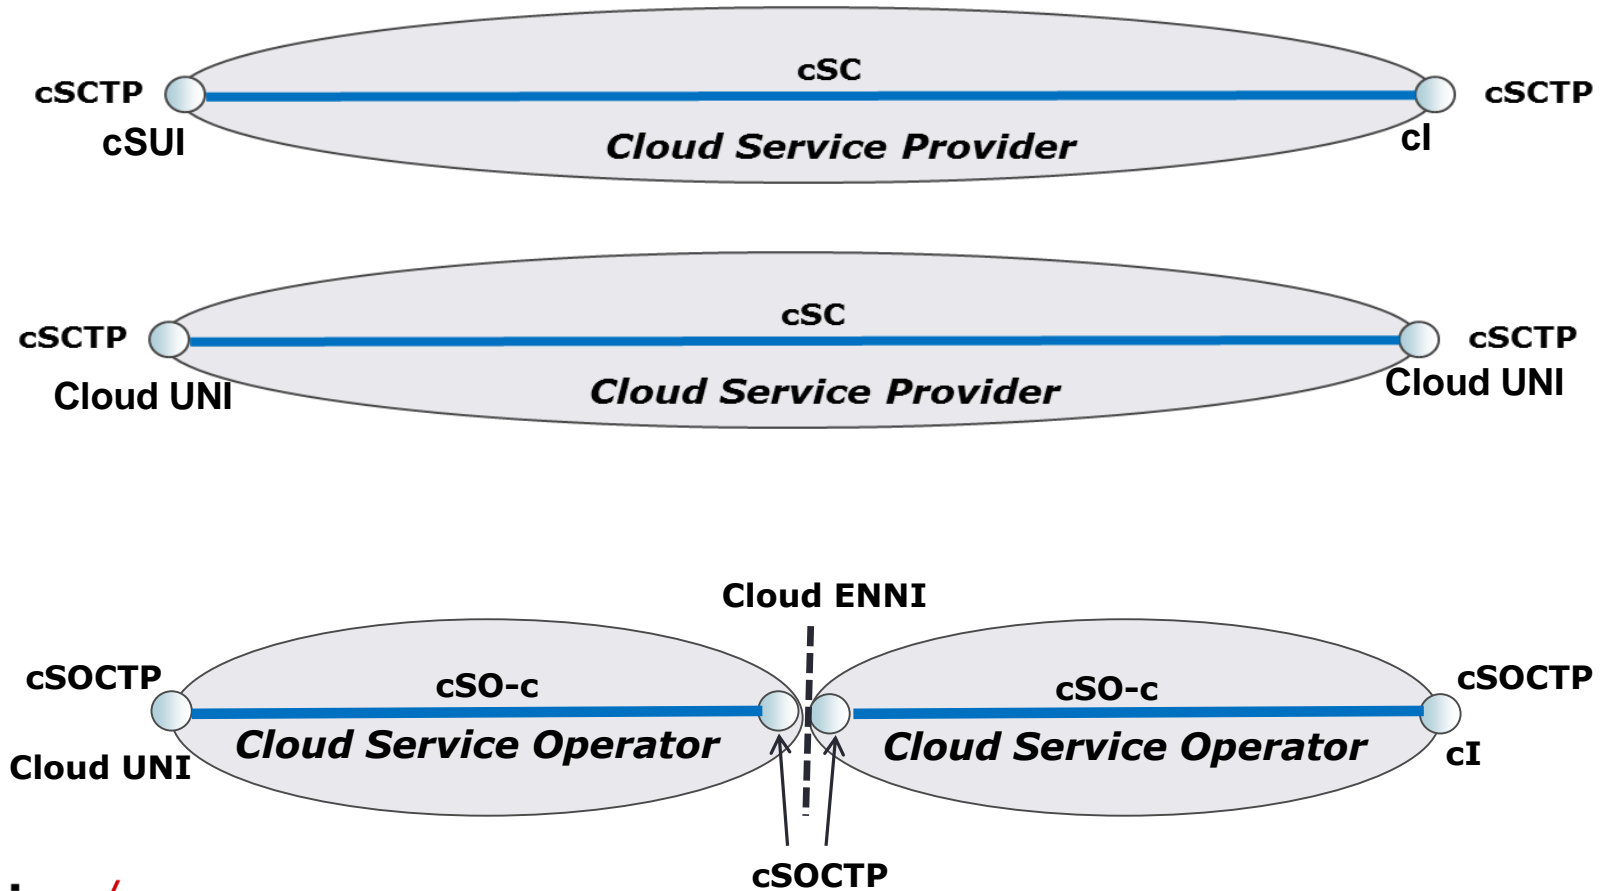 cSC
cSCTP
cSCTP
cSUI
cI
Cloud Service Provider
cSC
cSCTP
cSCTP
Cloud UNI
Cloud UNI
Cloud Service Provider
Cloud ENNI
cSOCTP
cSO-c
cSO-c
cSOCTP
Cloud Service Operator
Cloud Service Operator
Cloud UNI
cI
cSOCTP